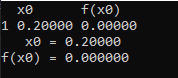 x0 f(x0)
1 0.20000 0.00000
x0 = 0.20000
f(x0) = 0.000000